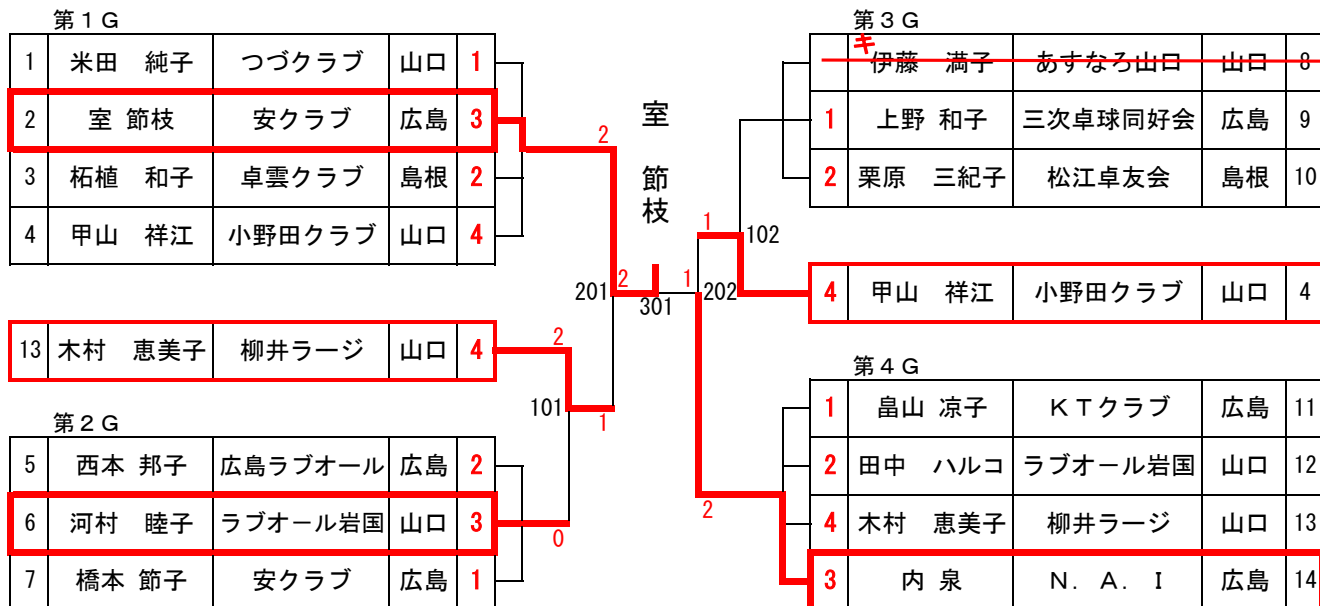 第１Ｇ
1 米田 純子 つづクラブ 山口 1
2 室 節枝 安クラブ 広島 3
3 柘植 和子 卓雲クラブ 島根 2
4 甲山 祥江 小野田クラブ 山口 4
13 木村 恵美子 柳井ラージ 山口 4
第２Ｇ
5 西本 邦子 広島ラブオール 広島 2
6 河村 睦子 ラブオール岩国 山口 3
7 橋本 節子 安クラブ 広島 1
2
2
101
1
0
201
2
室 節枝
301
1
202
1
102
2
第３Ｇ
キ
伊藤 満子 あすなろ山口 山口 8
1 上野 和子 三次卓球同好会 広島 9
2 栗原 三紀子 松江卓友会 島根 10
4 甲山 祥江 小野田クラブ 山口 4
第４Ｇ
1 畠山 凉子 ＫＴクラブ 広島 11
2 田中 ハルコ ラブオール岩国 山口 12
4 木村 恵美子 柳井ラージ 山口 13
3 内 泉 Ｎ．Ａ．Ｉ 広島 14